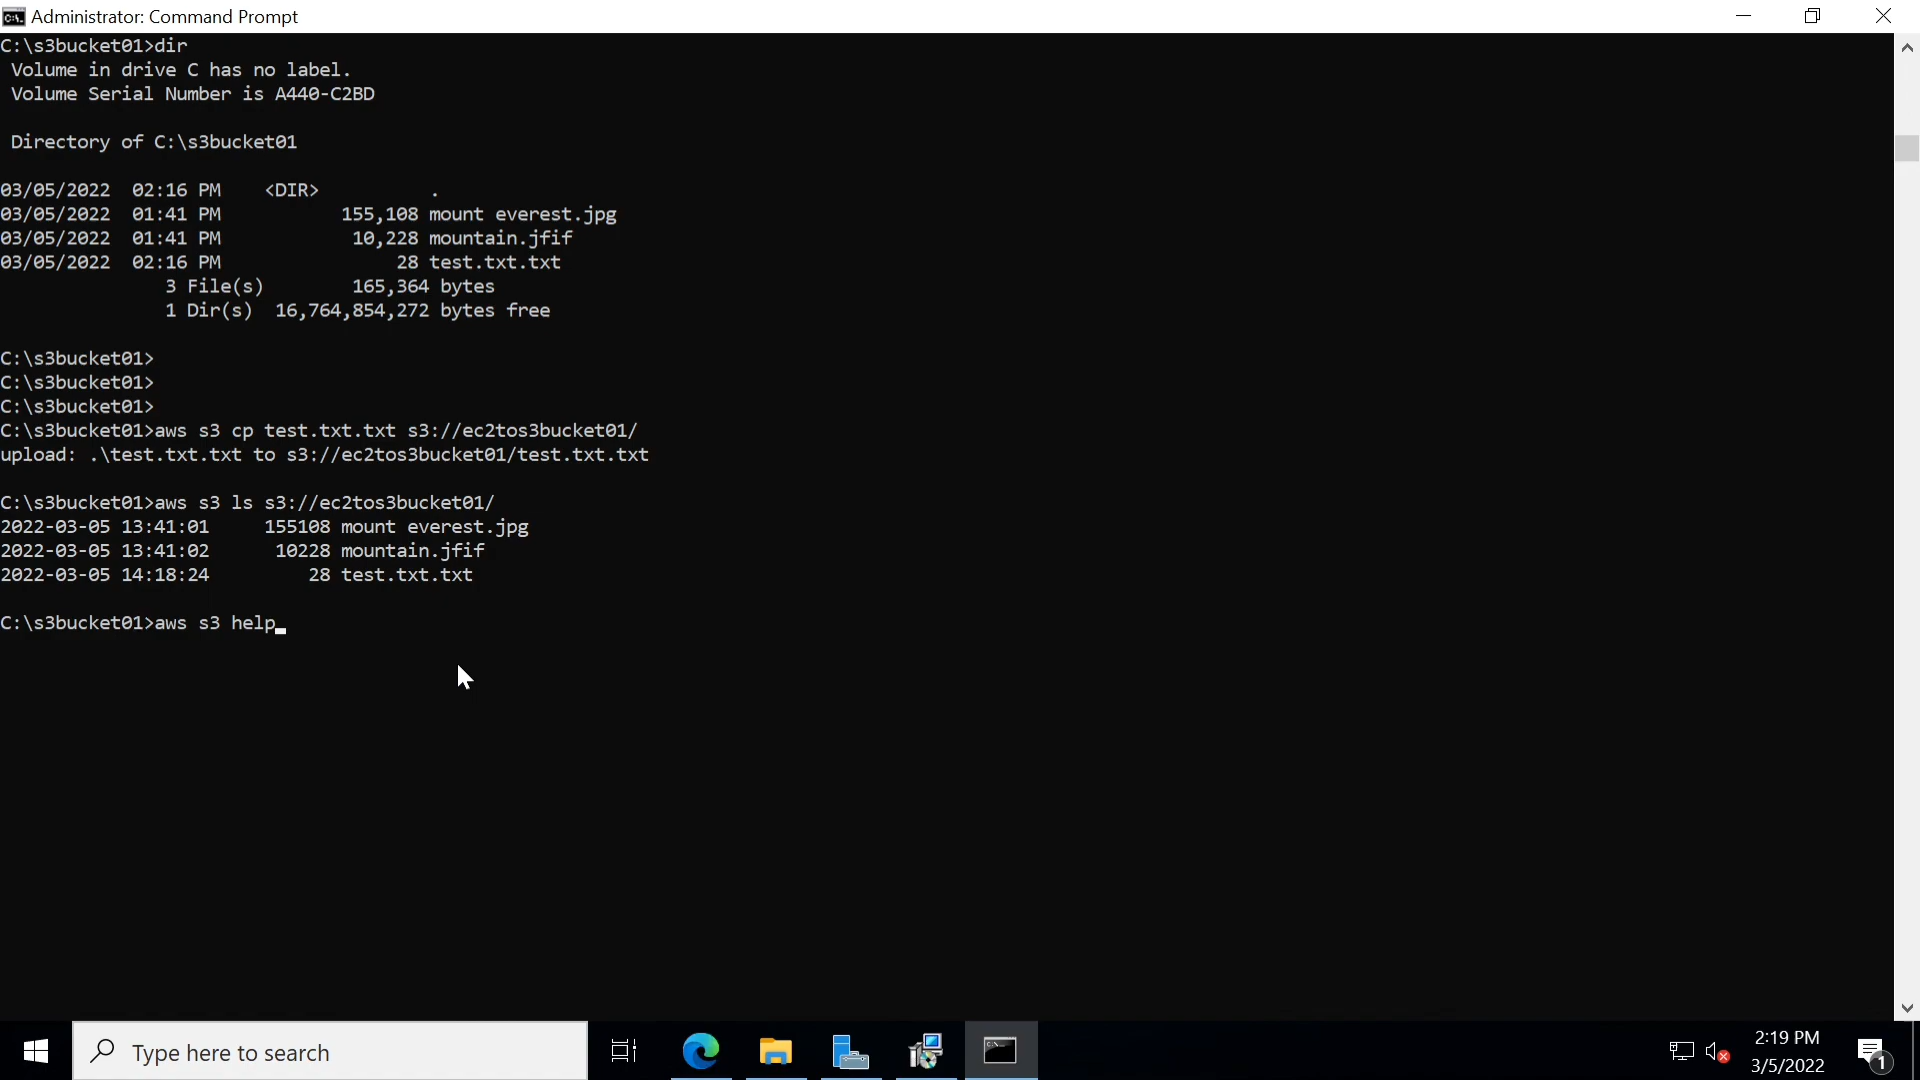 Administrator: Command Prompt
C:\s3bucket01>dir
 Volume in drive C has no label.
 Volume Serial Number is A440-C2BD

 Directory of C:\s3bucket01

03/05/2022  02:16 PM    <DIR>          .
03/05/2022  01:41 PM           155,108 mount everest.jpg
03/05/2022  01:41 PM            10,228 mountain.jfif
03/05/2022  02:16 PM                28 test.txt.txt
               3 File(s)        165,364 bytes
               1 Dir(s)  16,764,854,272 bytes free

C:\s3bucket01>
C:\s3bucket01>
C:\s3bucket01>
C:\s3bucket01>aws s3 cp test.txt.txt s3://ec2tos3bucket01/
upload: .\test.txt.txt to s3://ec2tos3bucket01/test.txt.txt

C:\s3bucket01>aws s3 ls s3://ec2tos3bucket01/
2022-03-05 13:41:01     155108 mount everest.jpg
2022-03-05 13:41:02      10228 mountain.jfif
2022-03-05 14:18:24         28 test.txt.txt

C:\s3bucket01>aws s3 help_
Type here to search
2:19 PM
3/5/2022
1